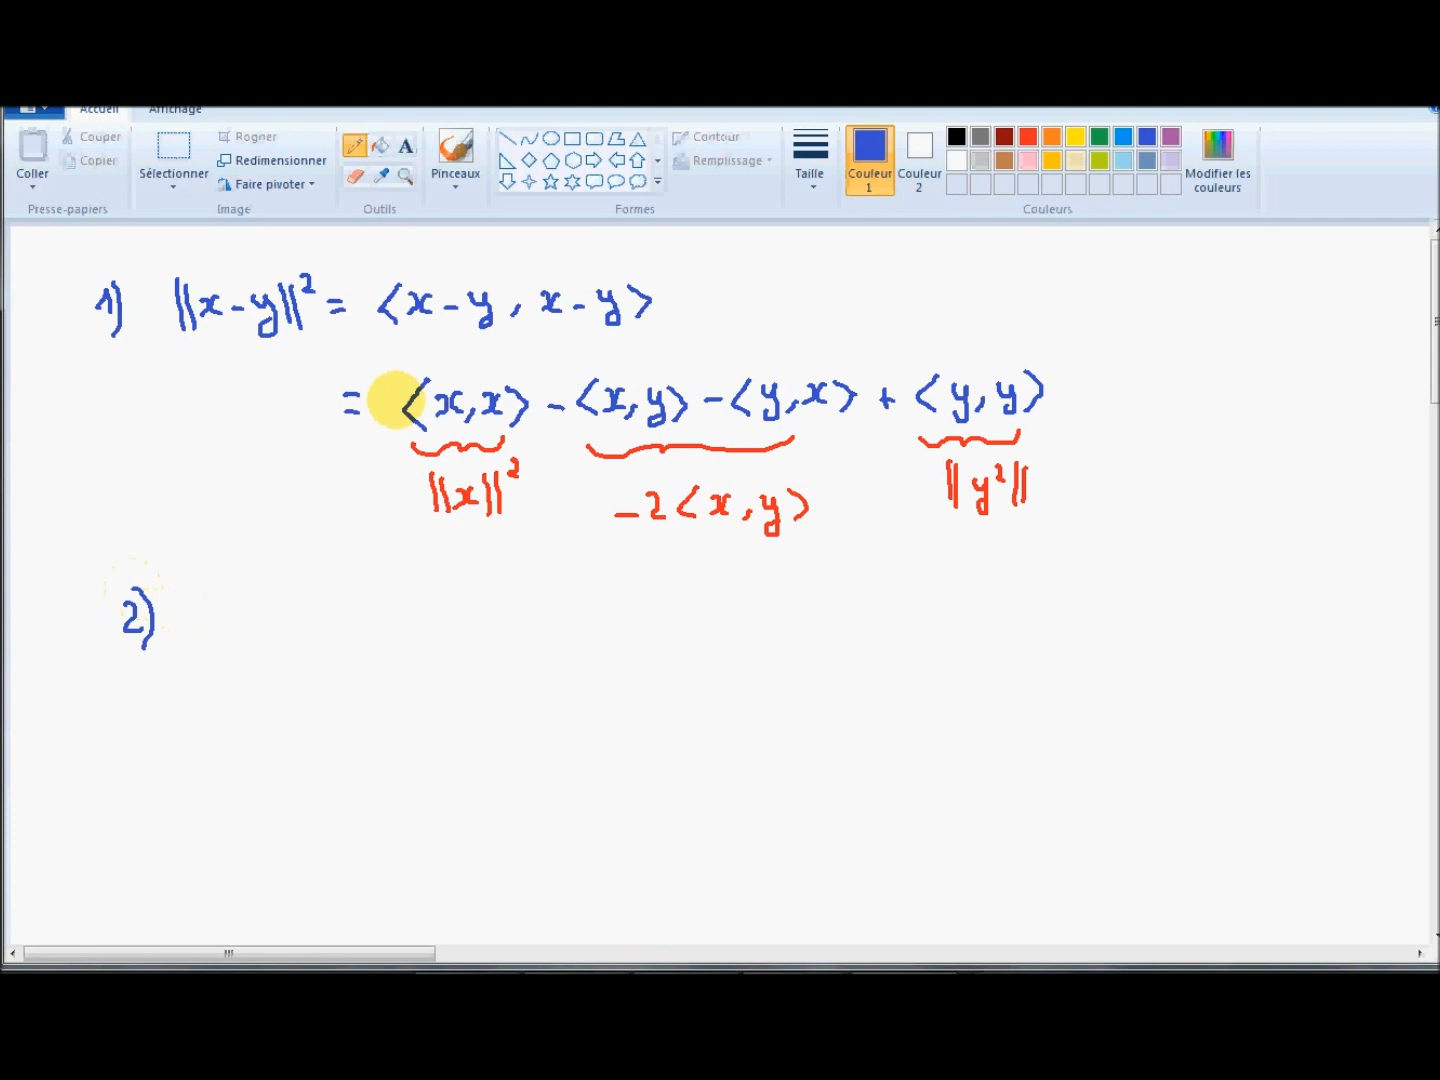 Accueil Affichage
Coller
Couper
Copier
Presse-papiers
Sélectionner
Rogner
Redimensionner
Faire pivoter
Image
A
Outils
Pinceaux
Contour
Remplissage
Formes
Taille
Couleur 1
Couleur 2
Modifier les couleurs
Couleurs
1) ||x-y||² = <x-y, x-y>
= <x,x> - <x,y> - <y,x> + <y,y>
||x||² -2<x,y> ||y²||
2)